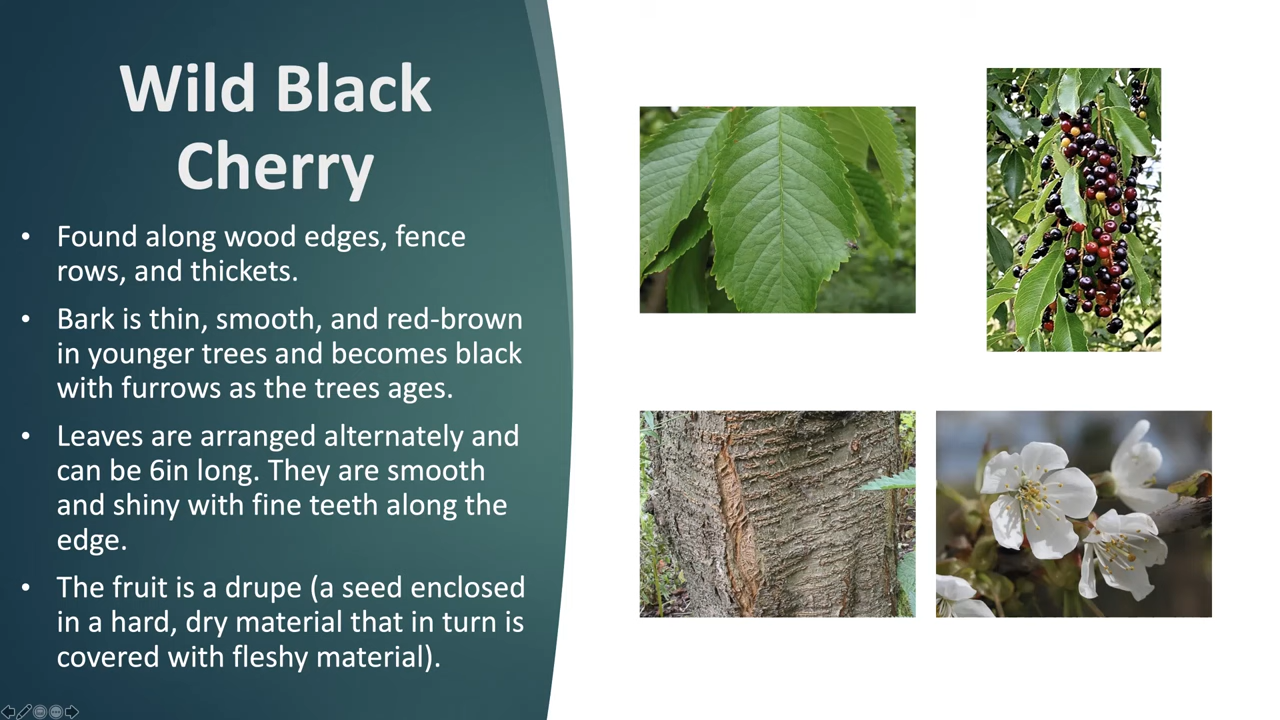 Wild Black
Cherry
• Found along wood edges, fence
rows, and thickets.
• Bark is thin, smooth, and red-brown
in younger trees and becomes black
with furrows as the trees ages.
• Leaves are arranged alternately and
can be 6in long. They are smooth
and shiny with fine teeth along the
edge.
• The fruit is a drupe (a seed enclosed
in a hard, dry material that in turn is
covered with fleshy material).